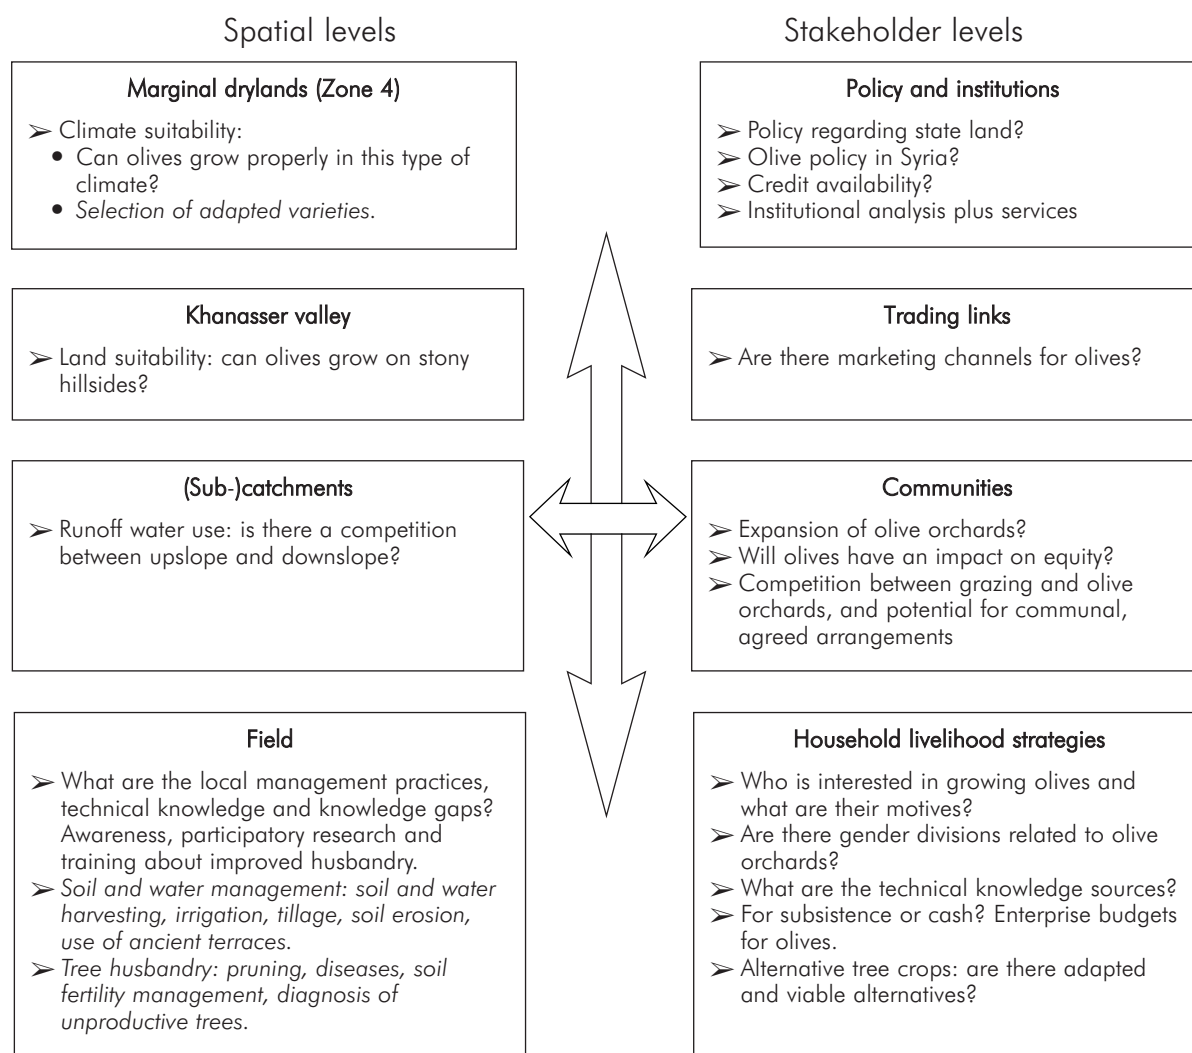 Spatial levels
Marginal drylands (Zone 4)
➢ Climate suitability:
• Can olives grow properly in this type of
climate?
• Selection of adapted varieties.
Khanasser valley
➢ Land suitability: can olives grow on stony
hillsides?
(Sub-)catchments
➢ Runoff water use: is there a competition
between upslope and downslope?
Field
➢ What are the local management practices,
technical knowledge and knowledge gaps?
Awareness, participatory research and
training about improved husbandry.
➢ Soil and water management: soil and water
harvesting, irrigation, tillage, soil erosion,
use of ancient terraces.
➢ Tree husbandry: pruning, diseases, soil
fertility management, diagnosis of
unproductive trees.
Stakeholder levels
Policy and institutions
➢ Policy regarding state land?
➢ Olive policy in Syria?
➢ Credit availability?
➢ Institutional analysis plus services
Trading links
➢ Are there marketing channels for olives?
Communities
➢ Expansion of olive orchards?
➢ Will olives have an impact on equity?
➢ Competition between grazing and olive
orchards, and potential for communal,
agreed arrangements
Household livelihood strategies
➢ Who is interested in growing olives and
what are their motives?
➢ Are there gender divisions related to olive
orchards?
➢ What are the technical knowledge sources?
➢ For subsistence or cash? Enterprise budgets
for olives.
➢ Alternative tree crops: are there adapted
and viable alternatives?